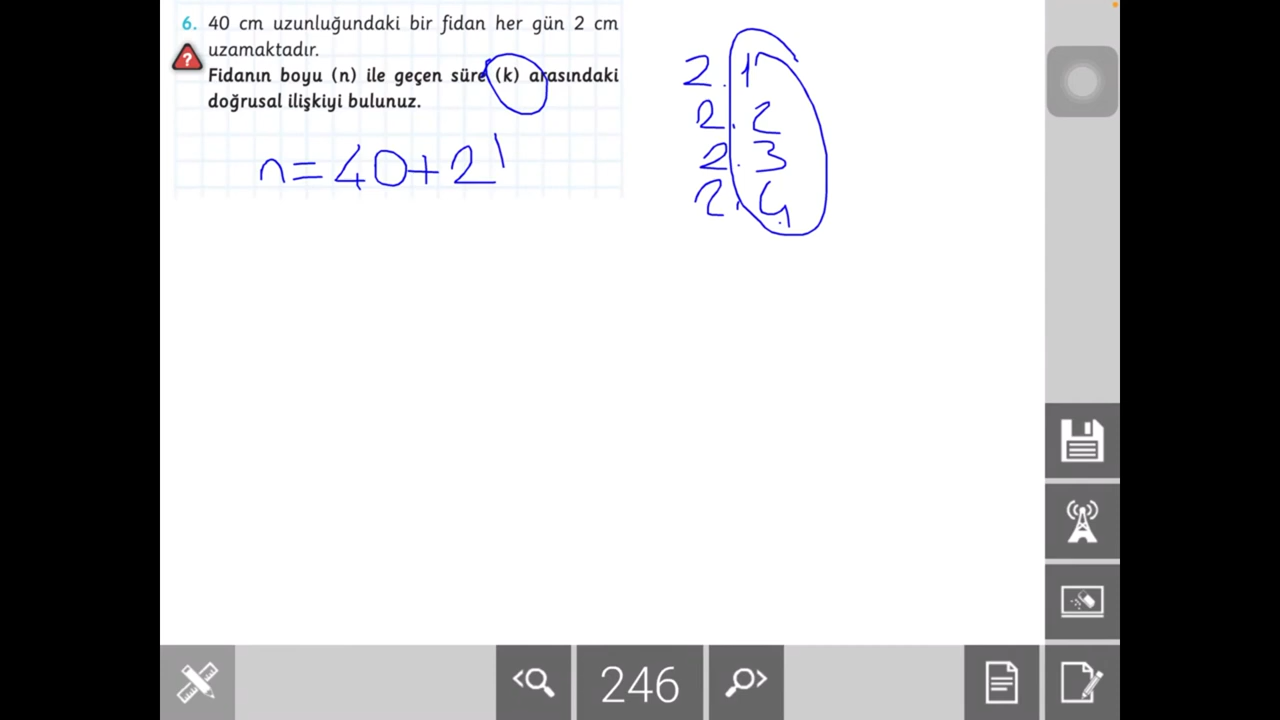 6. 40 cm uzunluğundaki bir fidan her gün 2 cm
uzamaktadır.
?
Fidanın boyu (n) ile geçen süre (k) arasındaki
doğrusal ilişkiyi bulunuz.
n=40+2
2.1
2.2
2.3
2.4
246